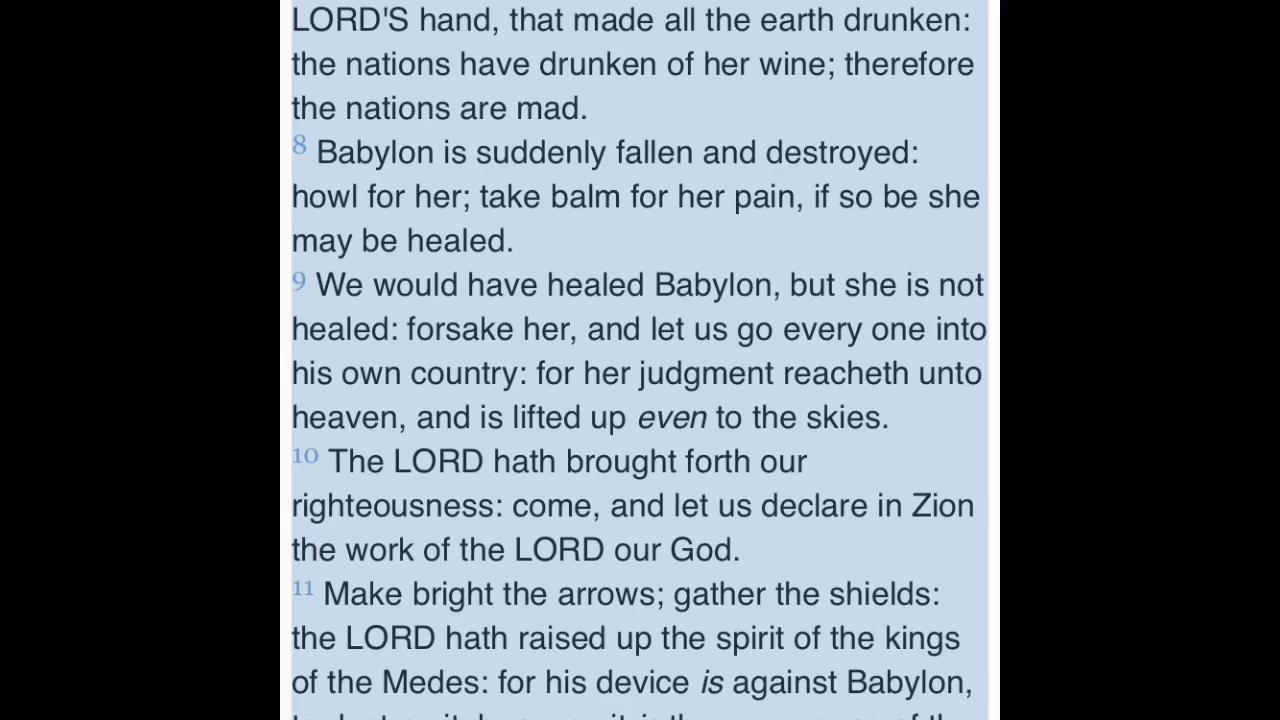 LORD'S hand, that made all the earth drunken:
the nations have drunken of her wine; therefore
the nations are mad.
8 Babylon is suddenly fallen and destroyed:
howl for her; take balm for her pain, if so be she
may be healed.
9 We would have healed Babylon, but she is not
healed: forsake her, and let us go every one into
his own country: for her judgment reacheth unto
heaven, and is lifted up even to the skies.
10 The LORD hath brought forth our
righteousness: come, and let us declare in Zion
the work of the LORD our God.
11 Make bright the arrows; gather the shields:
the LORD hath raised up the spirit of the kings
of the Medes: for his device is against Babylon,